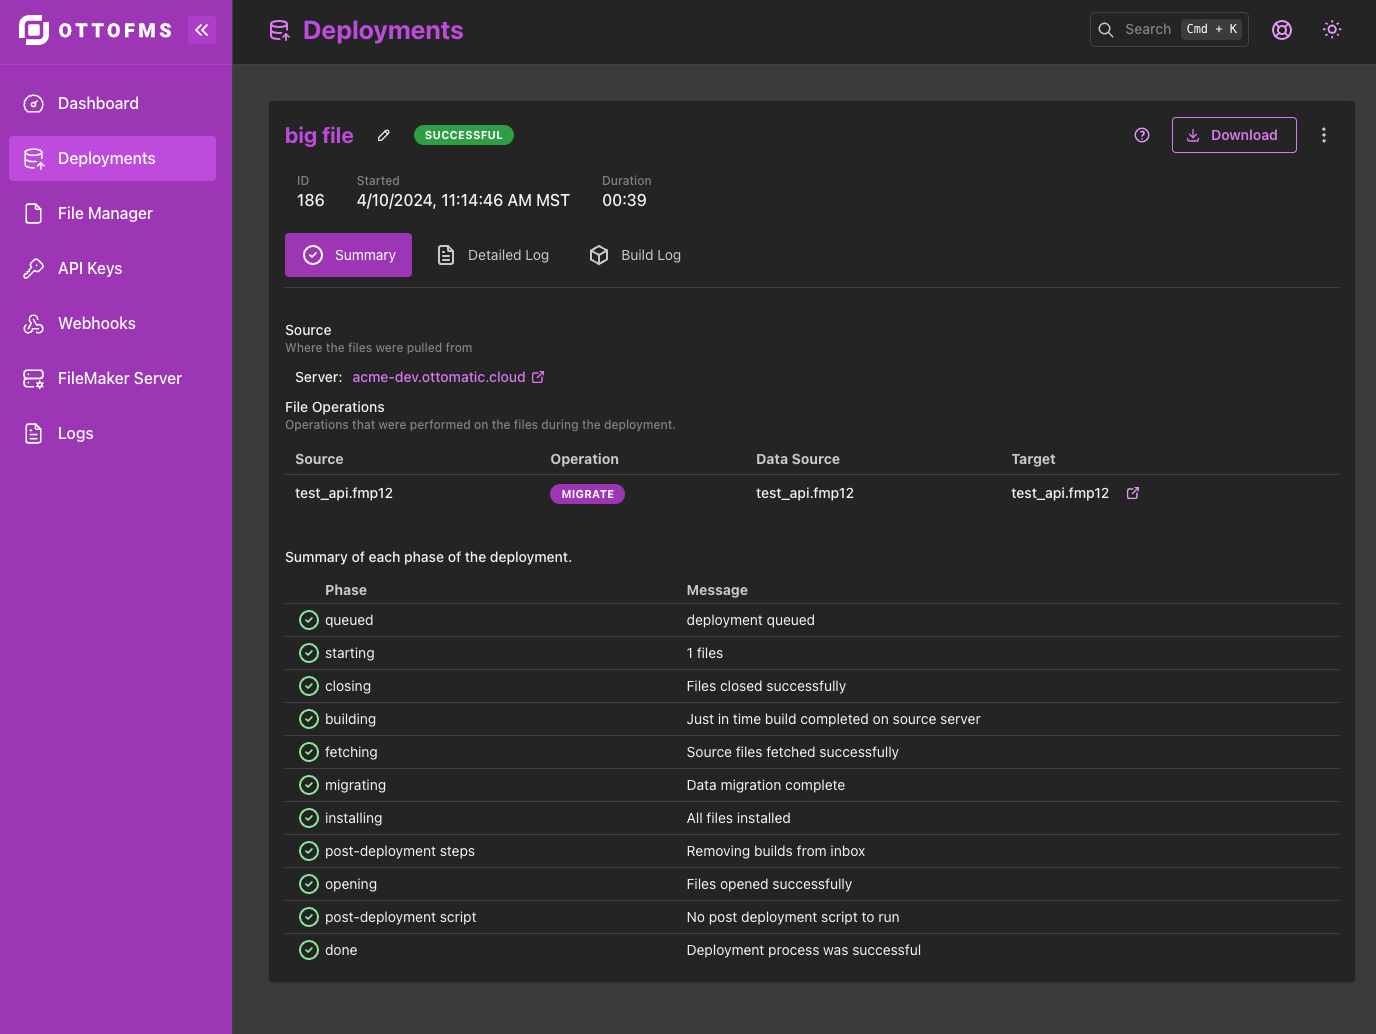 OTTOFMS
Deployments
Search Cmd + K
Dashboard
Deployments
File Manager
API Keys
Webhooks
FileMaker Server
Logs
big file SUCCESSFUL Download
ID Started Duration
186 4/10/2024, 11:14:46 AM MST 00:39
Summary Detailed Log Build Log
Source
Where the files were pulled from
Server: acme-dev.ottomatic.cloud
File Operations
Operations that were performed on the files during the deployment.
Source Operation Data Source Target
test_api.fmp12 MIGRATE test_api.fmp12 test_api.fmp12
Summary of each phase of the deployment.
Phase Message
queued deployment queued
starting 1 files
closing Files closed successfully
building Just in time build completed on source server
fetching Source files fetched successfully
migrating Data migration complete
installing All files installed
post-deployment steps Removing builds from inbox
opening Files opened successfully
post-deployment script No post deployment script to run
done Deployment process was successful